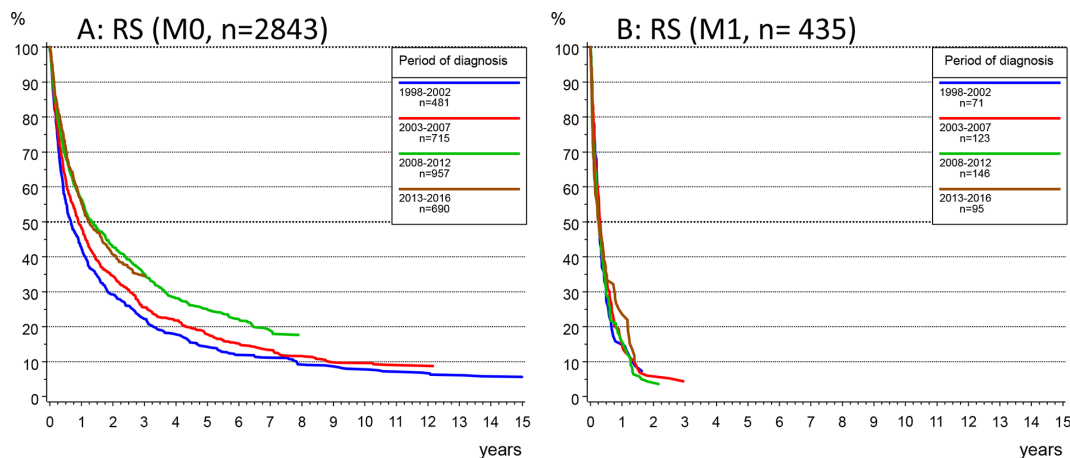 %
A: RS (M0, n=2843)
100
90
80
70
60
50
40
30
20
10
0
0 1 2 3 4 5 6 7 8 9 10 11 12 13 14 15
years
Period of diagnosis
1998-2002
n=481
2003-2007
n=715
2008-2012
n=957
2013-2016
n=690
%
B: RS (M1, n= 435)
100
90
80
70
60
50
40
30
20
10
0
0 1 2 3 4 5 6 7 8 9 10 11 12 13 14 15
years
Period of diagnosis
1998-2002
n=71
2003-2007
n=123
2008-2012
n=146
2013-2016
n=95